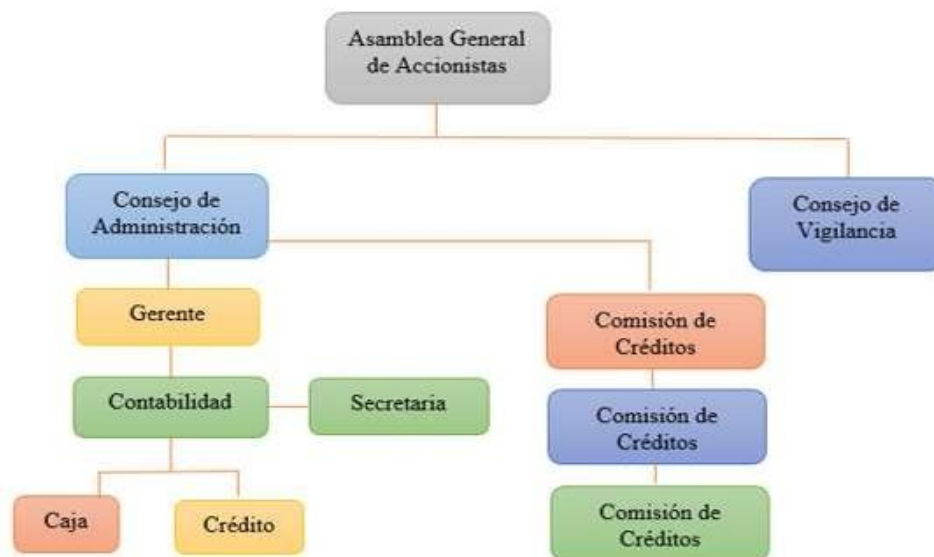 Asamblea General
de Accionistas
Consejo de
Administración
Consejo de
Vigilancia
Gerente
Comisión de
Créditos
Contabilidad
Secretaria
Comisión de
Créditos
Caja
Crédito
Comisión de
Créditos